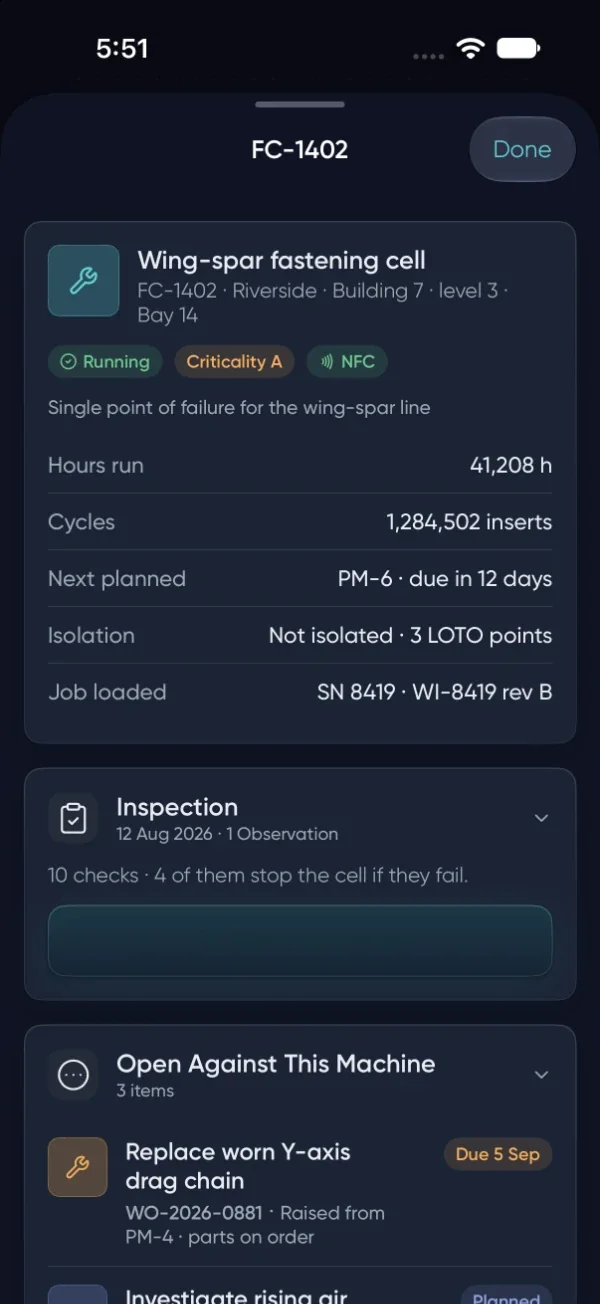 5:51
FC-1402
Done
Wing-spar fastening cell
FC-1402 · Riverside · Building 7 · level 3 ·
Bay 14
Running
Criticality A
NFC
Single point of failure for the wing-spar line
Hours run
41,208 h
Cycles
1,284,502 inserts
Next planned
PM-6 · due in 12 days
Isolation
Not isolated · 3 LOTO points
Job loaded
SN 8419 · WI-8419 rev B
Inspection
12 Aug 2026 · 1 Observation
10 checks · 4 of them stop the cell if they fail.
Open Against This Machine
3 items
Replace worn Y-axis
drag chain
Due 5 Sep
WO-2026-0881 · Raised from
PM-4 · parts on order
Investigate rising air
Planned